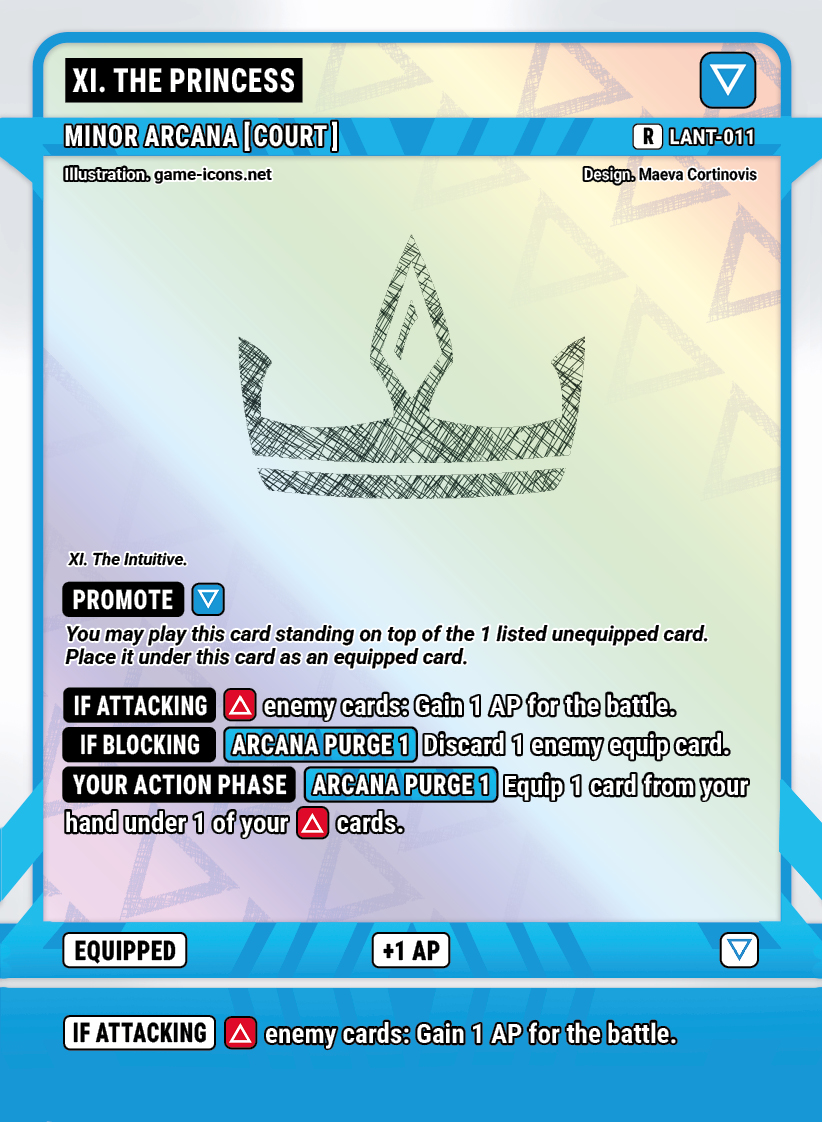 XI. THE PRINCESS
MINOR ARCANA [COURT]
R LANT-011
Illustration. game-icons.net
Design. Maeva Cortinovis
XI. The Intuitive.
PROMOTE
You may play this card standing on top of the 1 listed unequipped card.
Place it under this card as an equipped card.
IF ATTACKING enemy cards: Gain 1 AP for the battle.
IF BLOCKING ARCANA PURGE 1 Discard 1 enemy equip card.
YOUR ACTION PHASE ARCANA PURGE 1 Equip 1 card from your
hand under 1 of your cards.
EQUIPPED
+1 AP
IF ATTACKING enemy cards: Gain 1 AP for the battle.